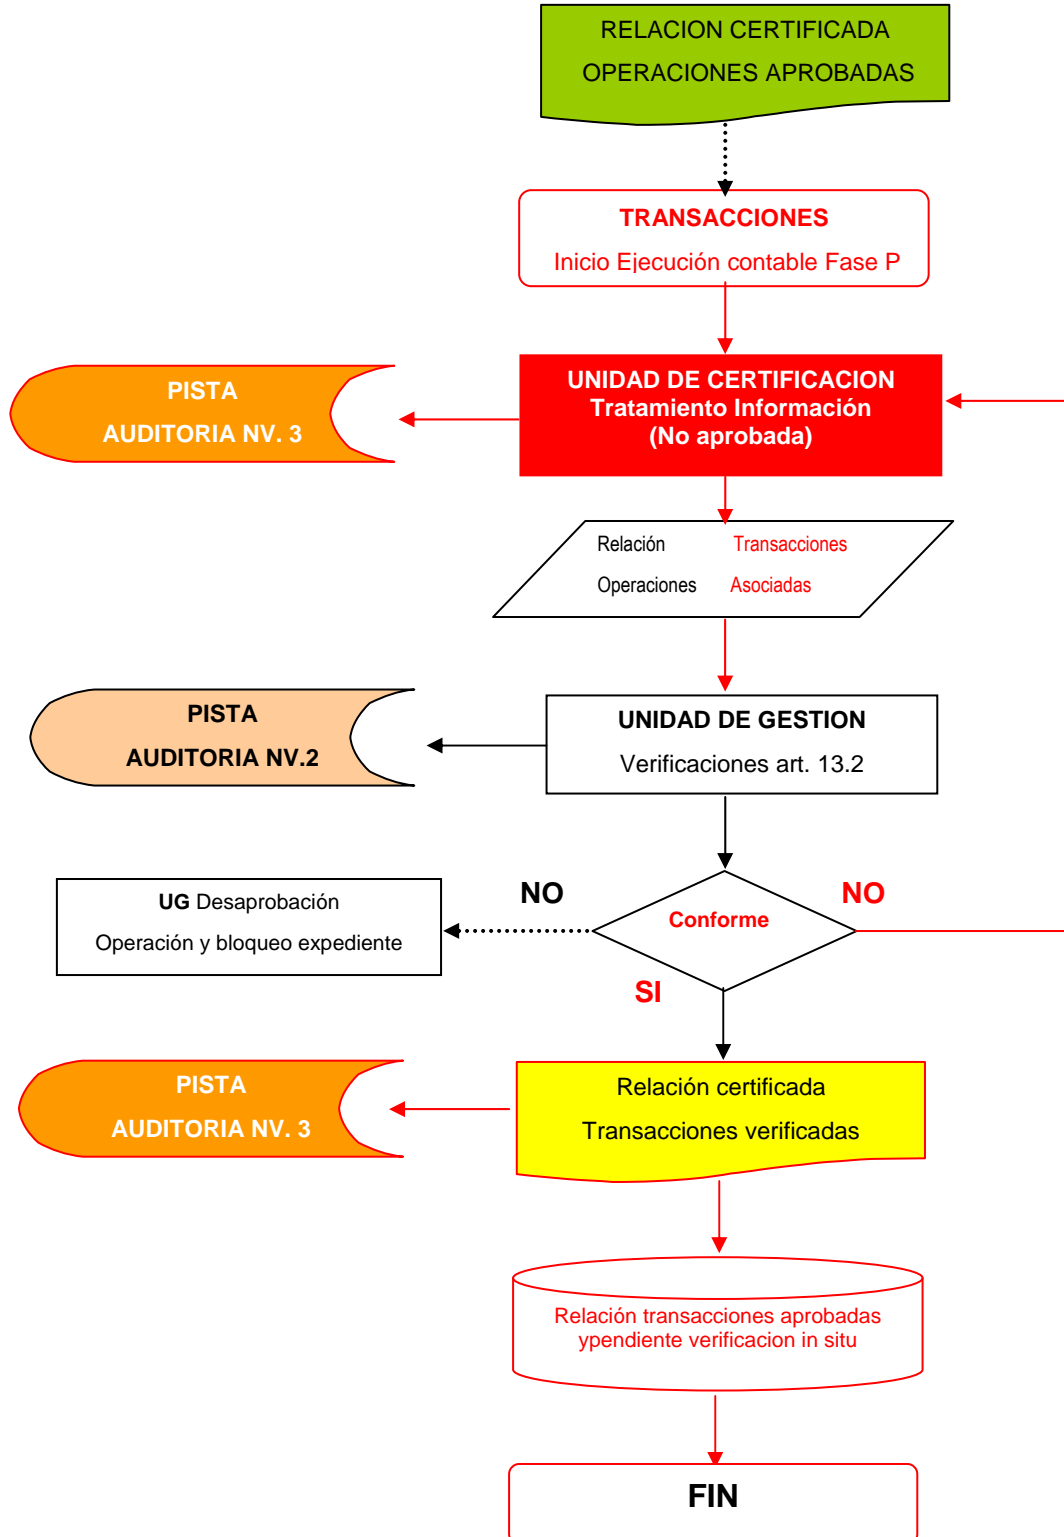 RELACION CERTIFICADA
OPERACIONES APROBADAS
TRANSACCIONES
Inicio Ejecución contable Fase P
UNIDAD DE CERTIFICACION
Tratamiento Información
(No aprobada)
PISTA
AUDITORIA NV. 3
Relación Transacciones
Operaciones Asociadas
UNIDAD DE GESTION
Verificaciones art. 13.2
PISTA
AUDITORIA NV.2
NO
NO
Conforme
UG Desaprobación
Operación y bloqueo expediente
SI
Relación certificada
Transacciones verificadas
PISTA
AUDITORIA NV. 3
Relación transacciones aprobadas
ypendiente verificacion in situ
FIN